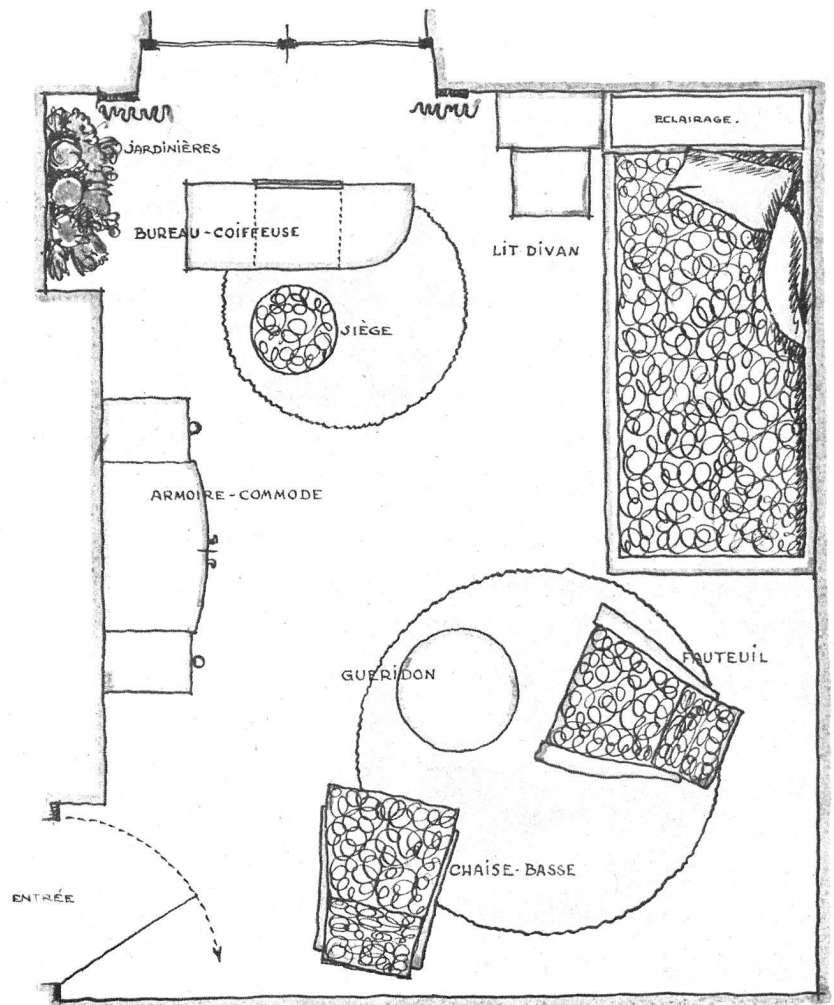 ECLAIRAGE.
JARDINIÈRES
BUREAU-COIFFEUSE
LIT DIVAN
SIÈGE
ARMOIRE-COMMODE
GUERIDON
FAUTEUIL
CHAISE-BASSE
ENTRÉE